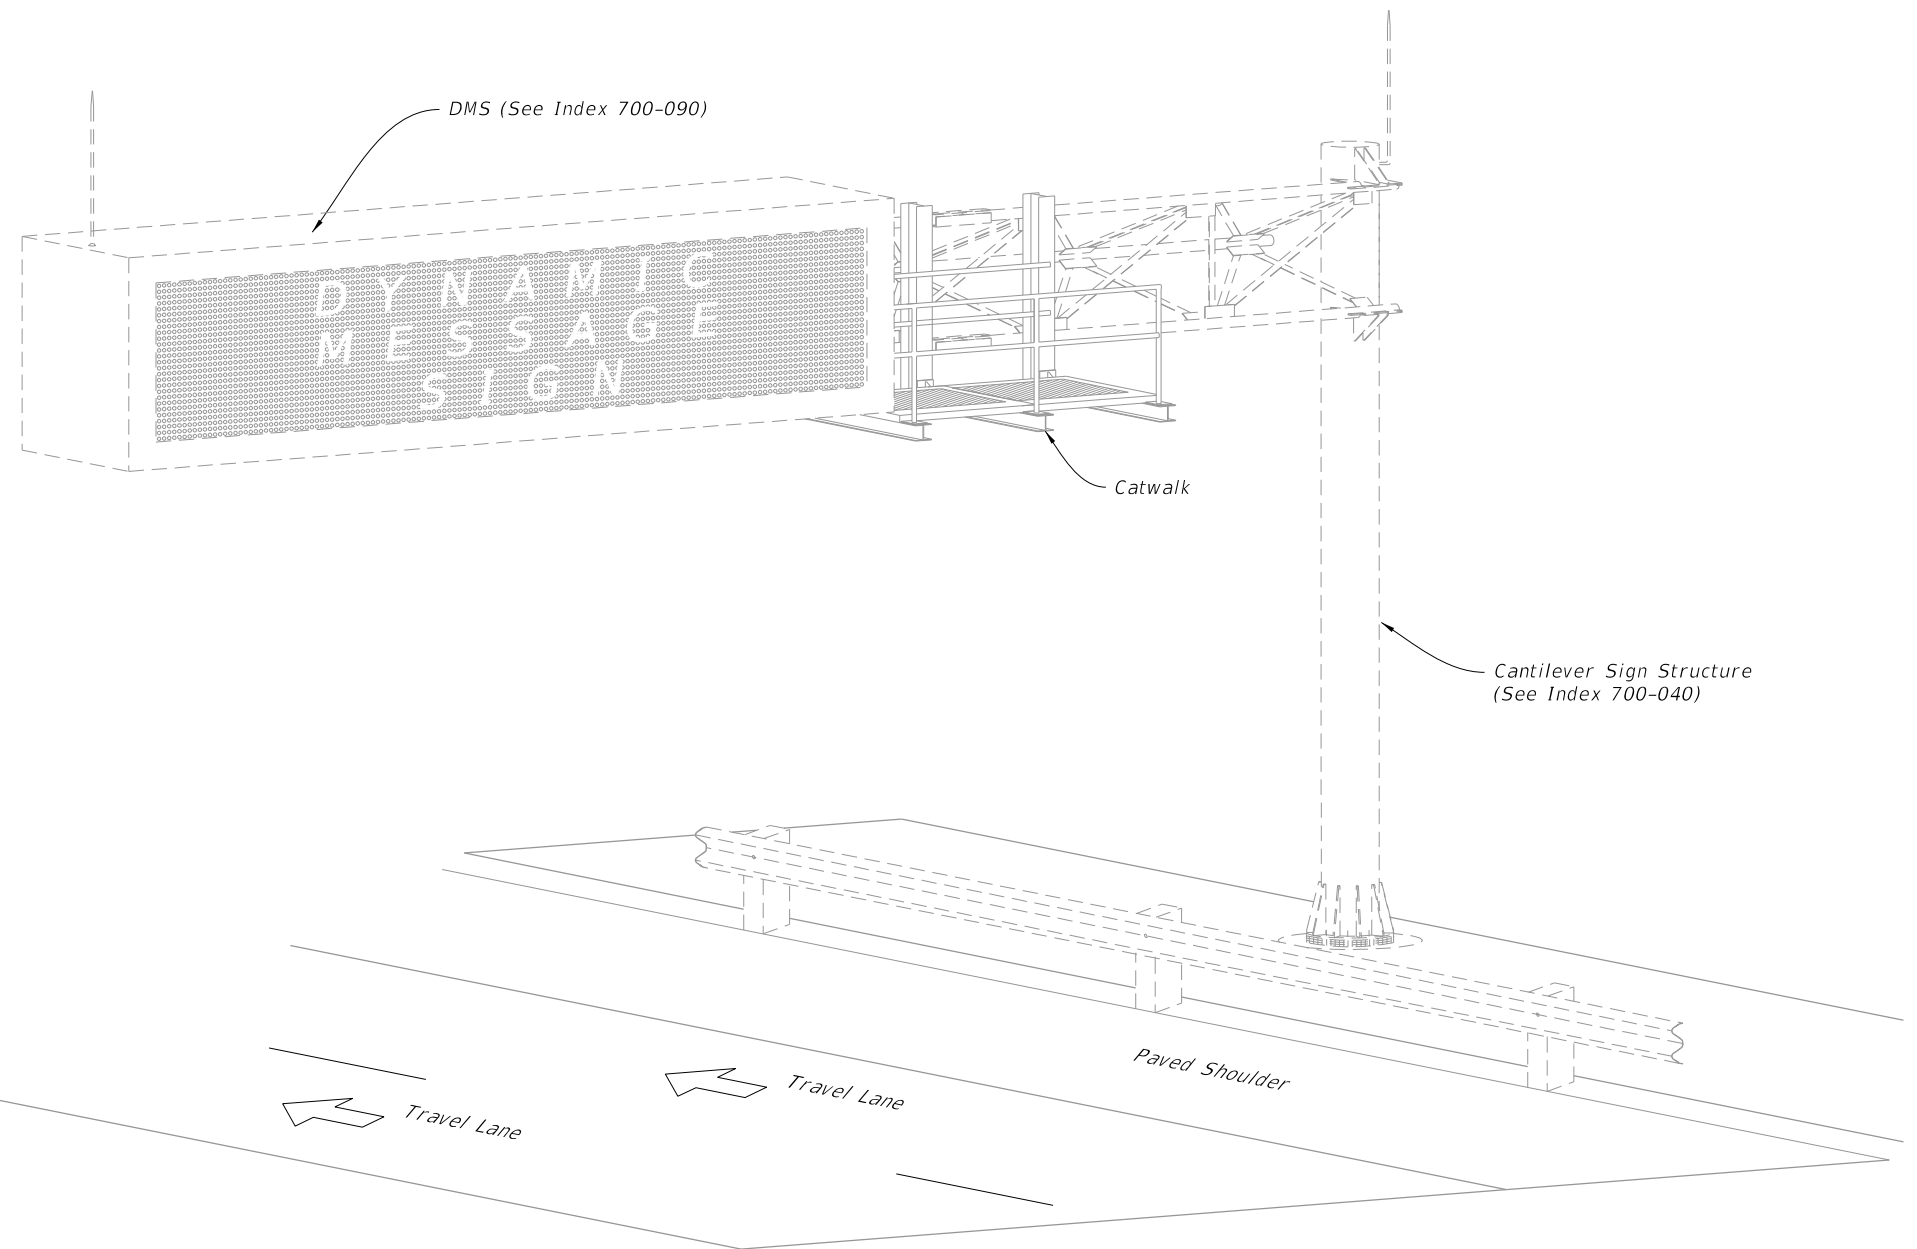 DMS (See Index 700-090)
DYNAMIC
MESSAGE
SIGN
Catwalk
Cantilever Sign Structure
(See Index 700-040)
Paved Shoulder
Travel Lane
Travel Lane